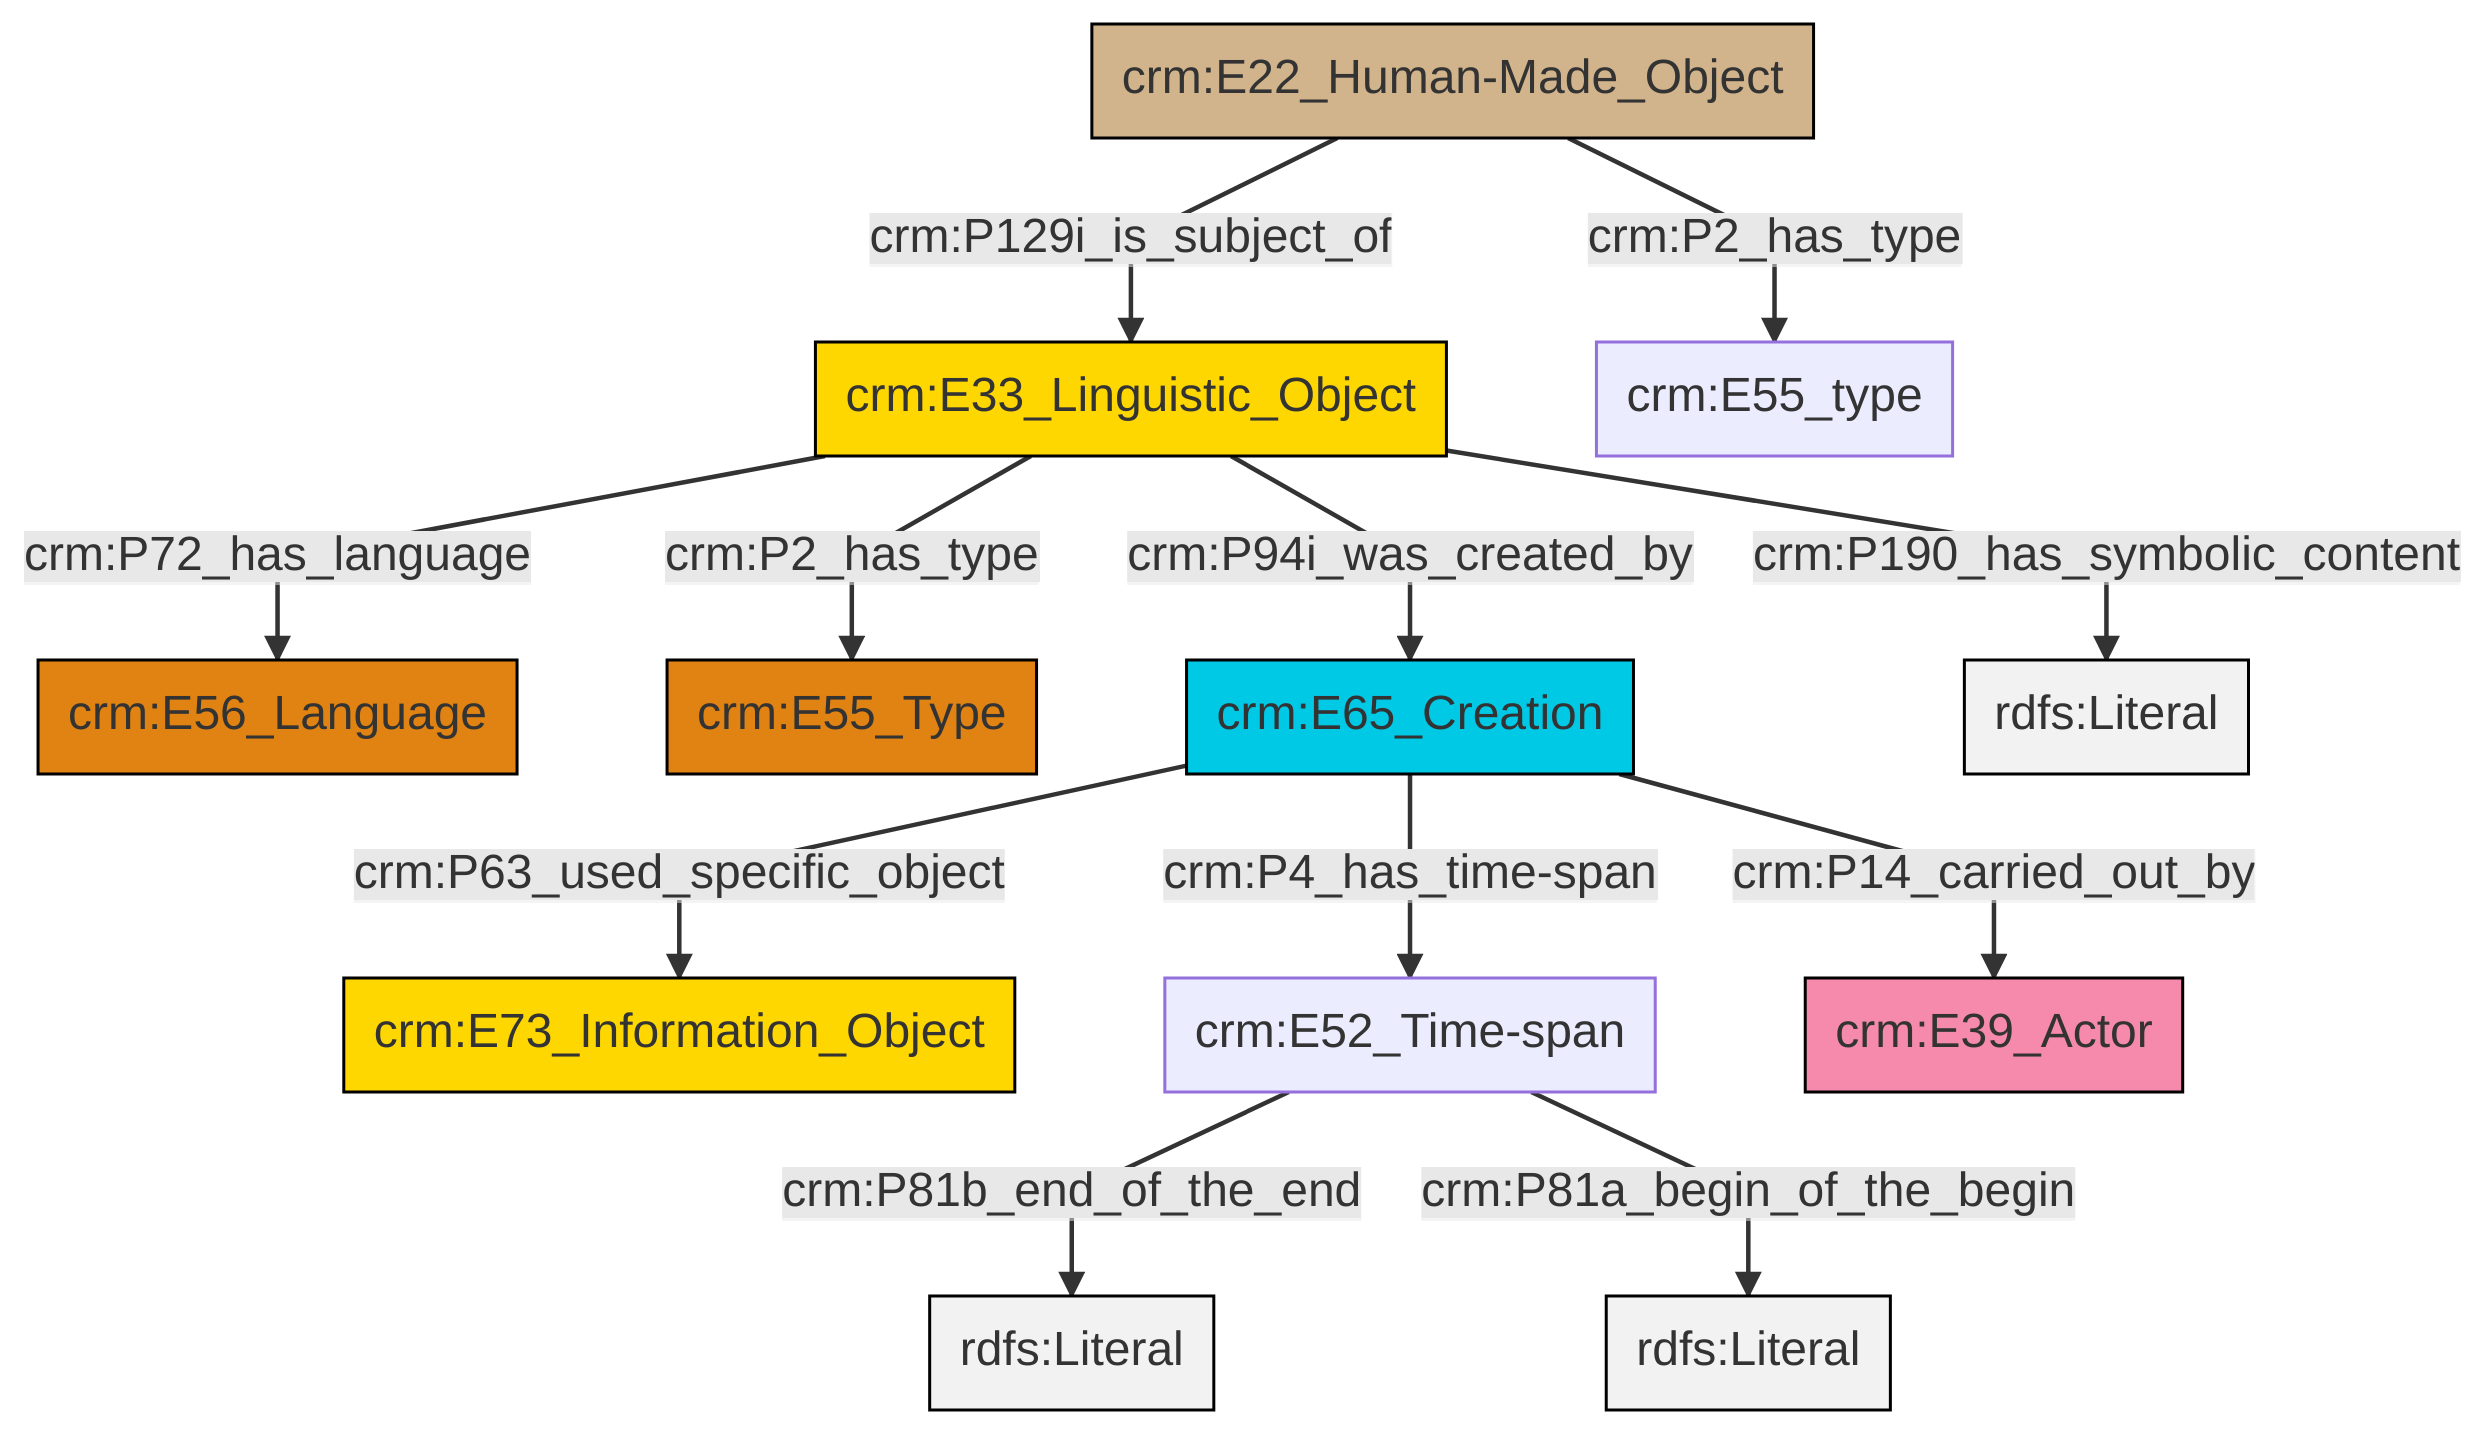 crm:E22_Human-Made_Object
crm:P129i_is_subject_of
crm:P2_has_type
crm:E33_Linguistic_Object
crm:E55_type
crm:P72_has_language
crm:P2_has_type
crm:P94i_was_created_by
crm:P190_has_symbolic_content
crm:E56_Language
crm:E55_Type
crm:E65_Creation
rdfs:Literal
crm:P63_used_specific_object
crm:P4_has_time-span
crm:P14_carried_out_by
crm:E73_Information_Object
crm:E52_Time-span
crm:E39_Actor
crm:P81b_end_of_the_end
crm:P81a_begin_of_the_begin
rdfs:Literal
rdfs:Literal